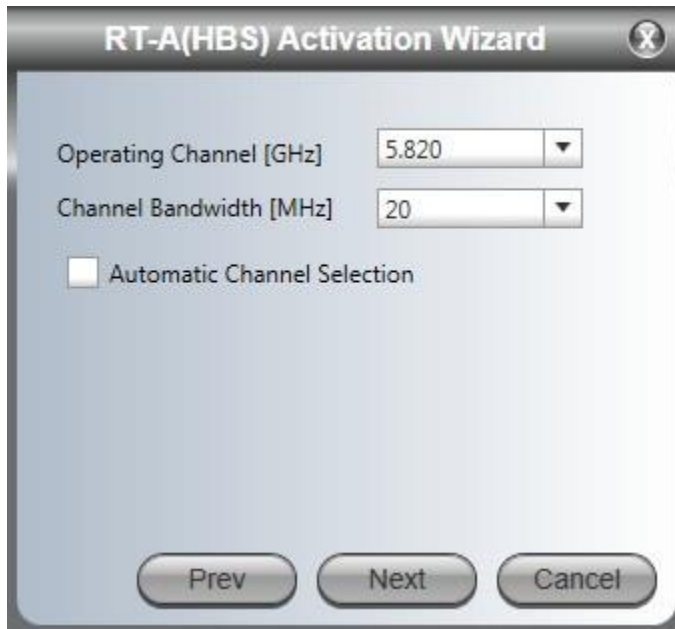 RT-A(HBS) Activation Wizard X
Operating Channel [GHz] 5.820
Channel Bandwidth [MHz] 20
Automatic Channel Selection
Prev Next Cancel